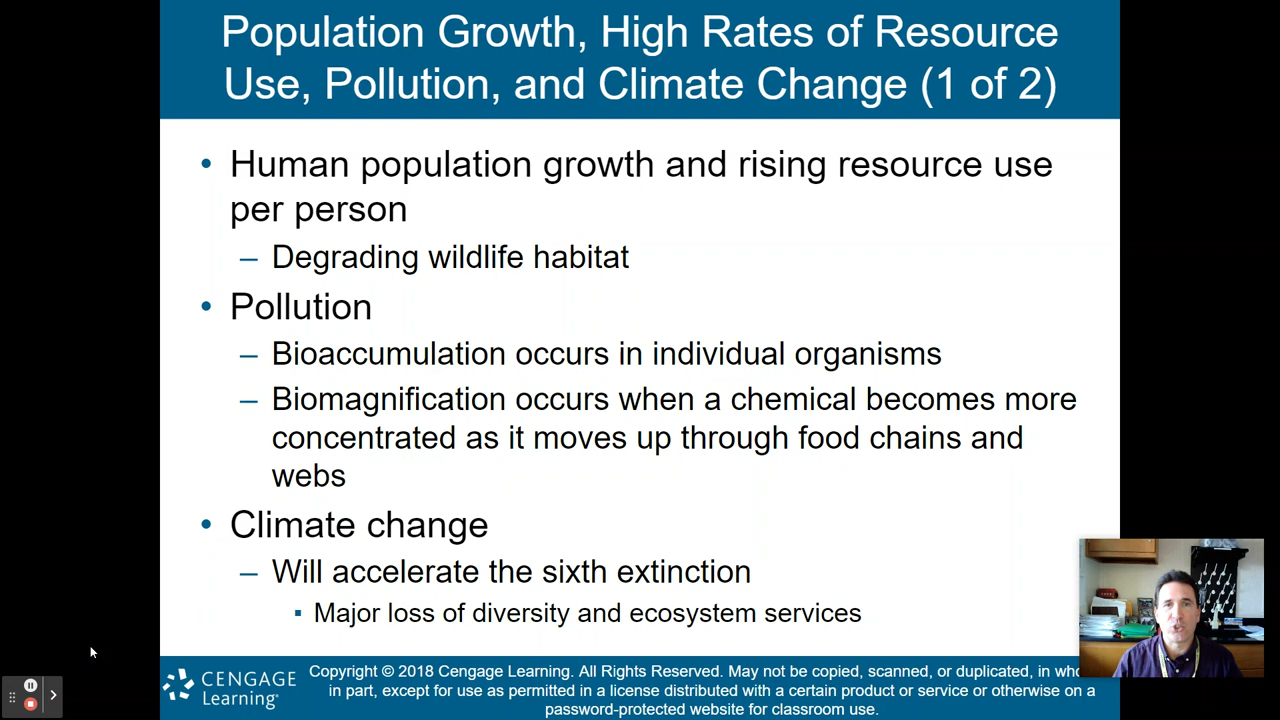 Population Growth, High Rates of Resource
Use, Pollution, and Climate Change (1 of 2)
• Human population growth and rising resource use
per person
– Degrading wildlife habitat
• Pollution
– Bioaccumulation occurs in individual organisms
– Biomagnification occurs when a chemical becomes more
concentrated as it moves up through food chains and
webs
• Climate change
– Will accelerate the sixth extinction
▪ Major loss of diversity and ecosystem services
CENGAGE
Learning®
Copyright © 2018 Cengage Learning. All Rights Reserved. May not be copied, scanned, or duplicated, in
in part, except for use as permitted in a license distributed with a certain product or service or otherwise on a
password-protected website for classroom use.